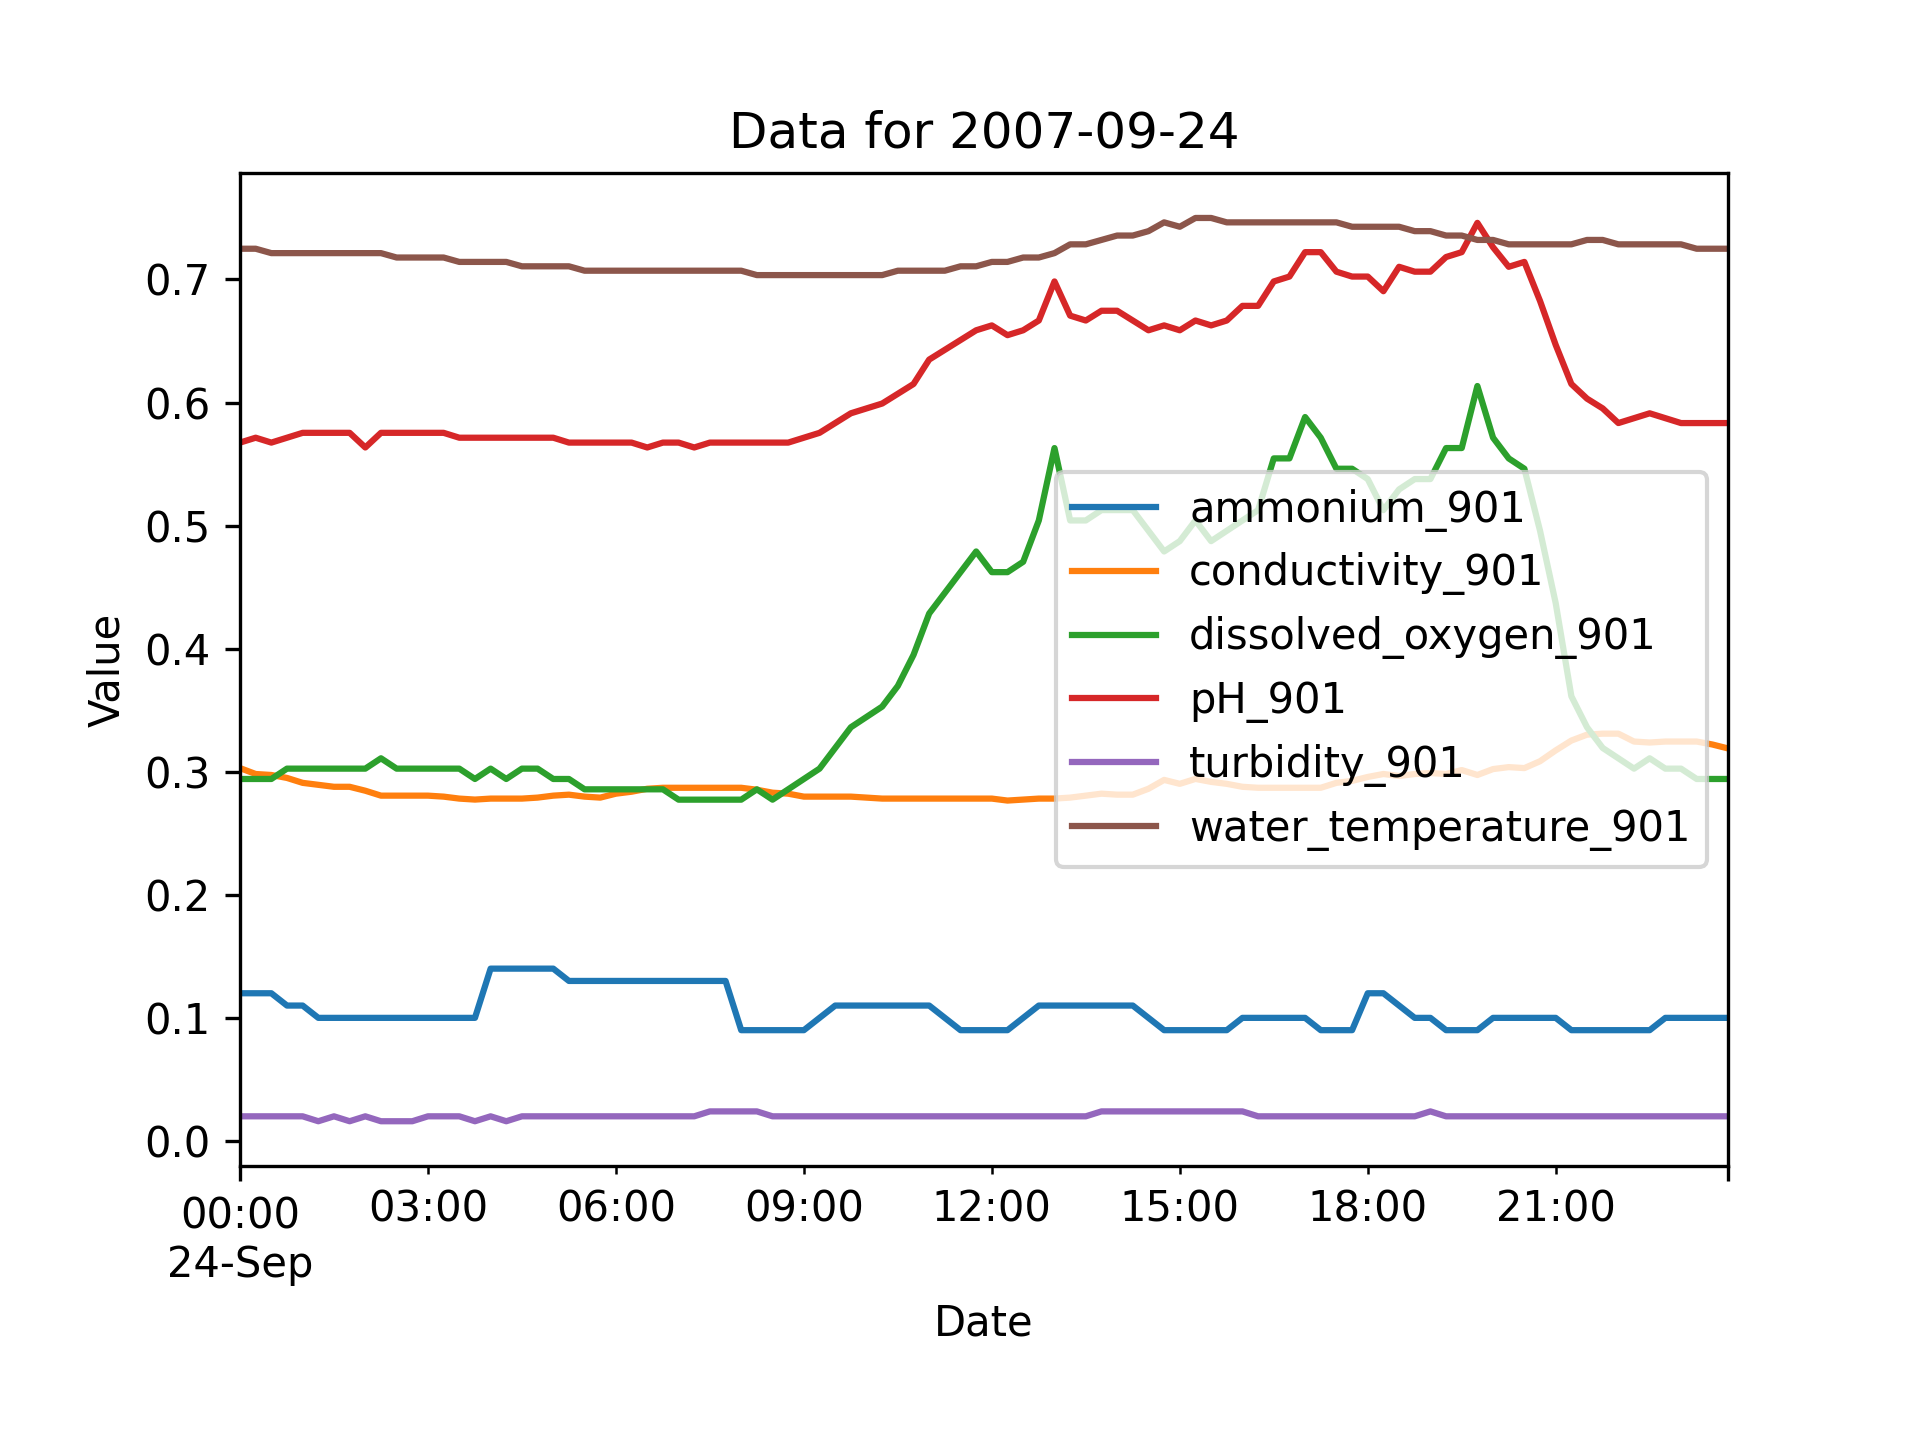 Data for 2007-09-24
Value
0.7
0.6
0.5
0.4
0.3
0.2
0.1
0.0
ammonium_901
conductivity_901
dissolved_oxygen_901
pH_901
turbidity_901
water_temperature_901
00:00 03:00 06:00 09:00 12:00 15:00 18:00 21:00
24-Sep
Date